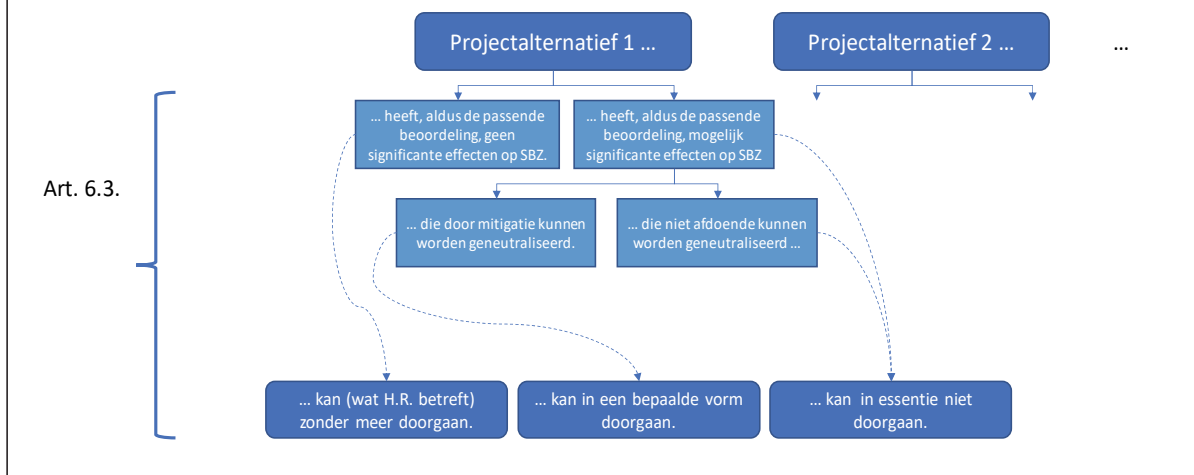 Projectalternatief 1 ...
Projectalternatief 2 ...
...
... heeft, aldus de passende
beoordeling, geen
significante effecten op SBZ.
... heeft, aldus de passende
beoordeling, mogelijk
significante effecten op SBZ
Art. 6.3.
... die door mitigatie kunnen
worden geneutraliseerd.
... die niet afdoende kunnen
worden geneutraliseerd ...
... kan (wat H.R. betreft)
zonder meer doorgaan.
... kan in een bepaalde vorm
doorgaan.
... kan in essentie niet
doorgaan.